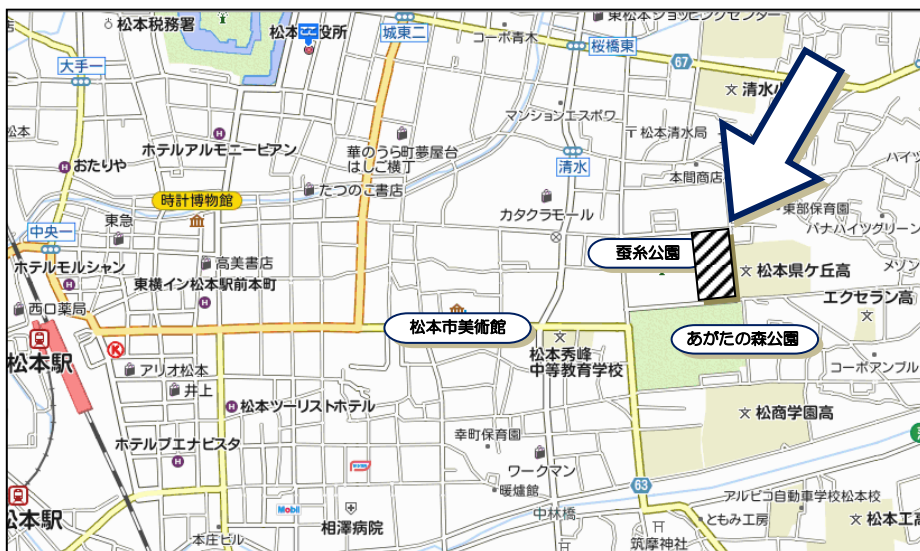 松本税務署
城東二
コーポ青木
東松本ショッピングセンター
桜橋東
67
大手一
清水小
マンションエスポワ
松本清水局
ホテルアルモニービアン
華のうら町夢屋台
はしご横丁
清水
本間商店
ハイツ
おたりや
たつのこ書店
時計博物館
カタクラモール
東部保育園
パナハイツグリーン
中央一
東急
蚕糸公園
ホテルモルシャン
高美書店
松本県ケ丘高
メゾン
東横イン松本駅前本町
エクセラン高
西口薬局
松本市美術館
あがたの森公園
松本駅
K
アリオ松本
松本秀峰
中等教育学校
コーポアンブル
井上
松本ツーリストホテル
松商学園高
幸町保育園
ホテルブエナビスタ
ワークマン
暖爐館
63
Mobil
中林橋
アルピコ自動車学校松本校
松本駅
相澤病院
ともみ工房
松本工高
本庄ビル
筑摩神社